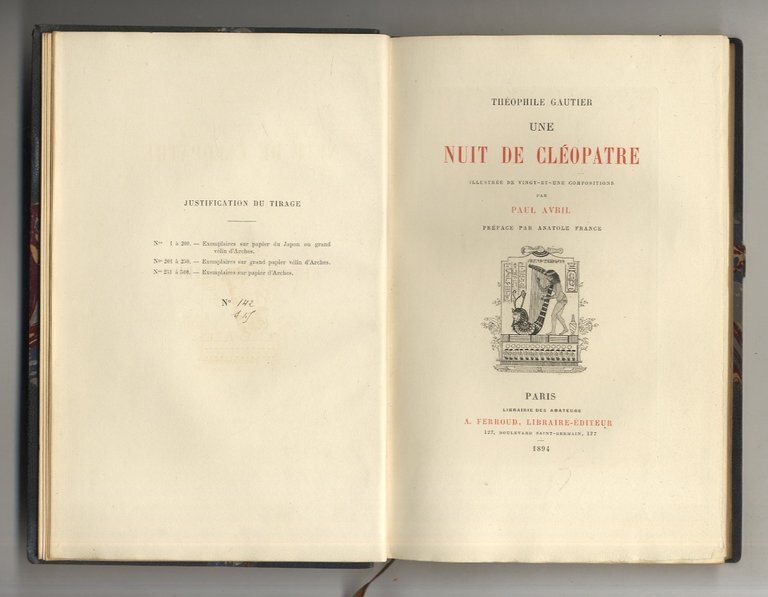 JUSTIFICATION DU TIRAGE
Nos 1 à 200. — Exemplaires sur papier du Japon ou grand
vélin d'Arches.
Nos 201 à 250. — Exemplaires sur grand papier vélin d'Arches.
Nos 251 à 500. — Exemplaires sur papier d'Arches.
No 142
THÉOPHILE GAUTIER
UNE
NUIT DE CLÉOPATRE
ILLUSTRÉE DE VINGT-ET-UNE COMPOSITIONS
PAR
PAUL AVRIL
PRÉFACE PAR ANATOLE FRANCE
PARIS
LIBRAIRIE DES AMATEURS
A. FERROUD, LIBRAIRE-ÉDITEUR
127, BOULEVARD SAINT-GERMAIN, 127
1894